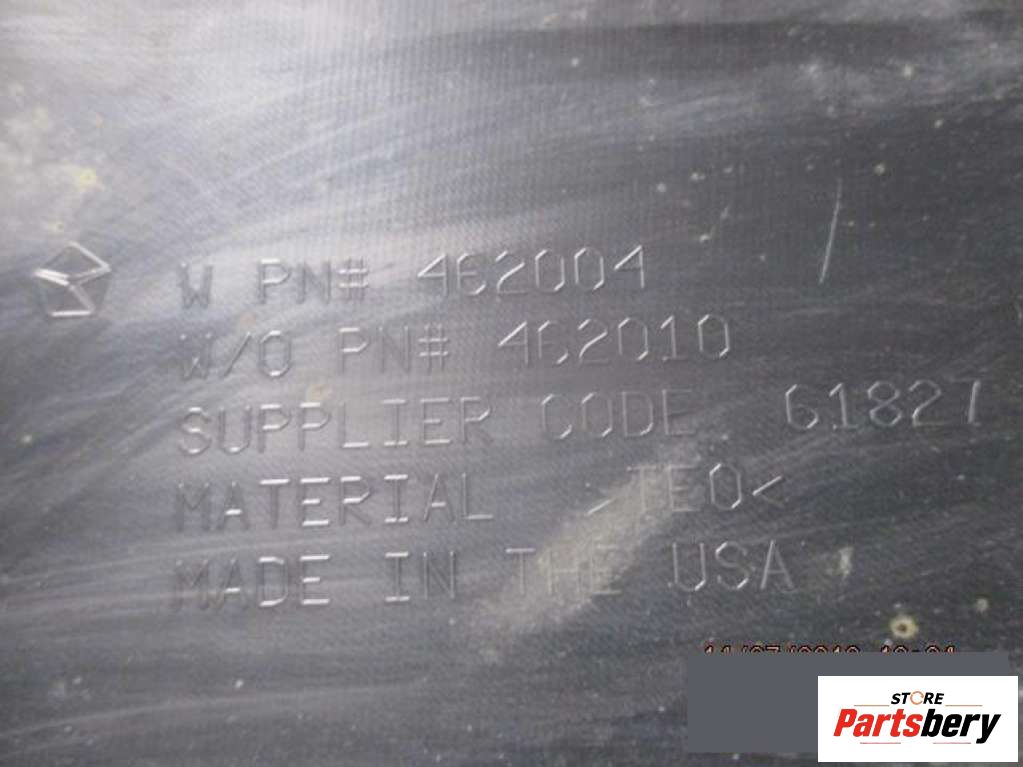 W PN# 462004
W/O PN# 462010
SUPPLIER CODE 61827
MATERIAL >TEO<
MADE IN THE USA
STORE
Partsbery